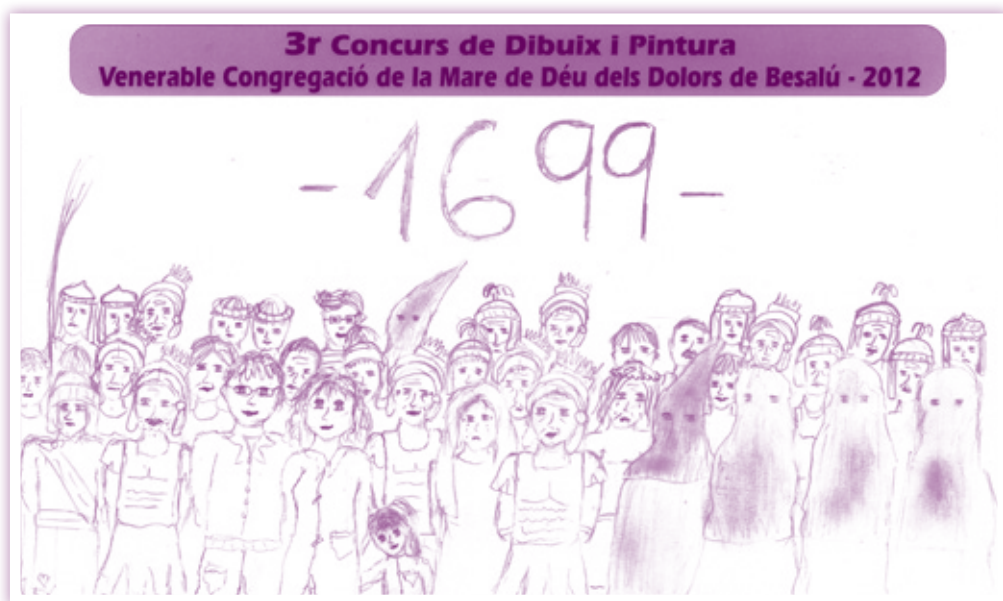 3r Concurs de Dibuix i Pintura
Venerable Congregació de la Mare de Déu dels Dolors de Besalú - 2012
- 1699 -